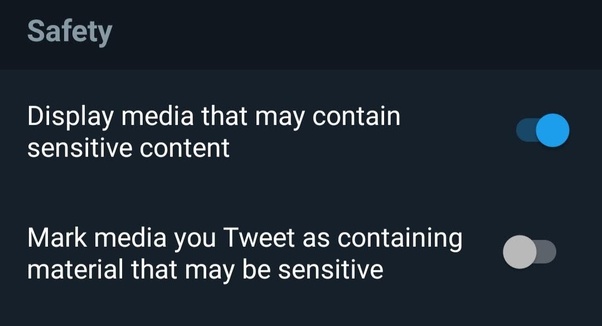 Safety
Display media that may contain
sensitive content
Mark media you Tweet as containing
material that may be sensitive